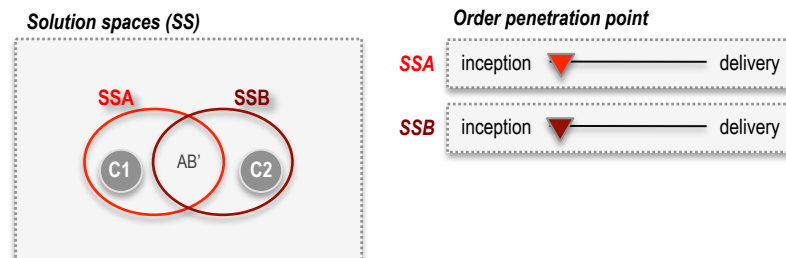 Solution spaces (SS)
SSA SSB
C1 AB' C2
Order penetration point
SSA inception delivery
SSB inception delivery